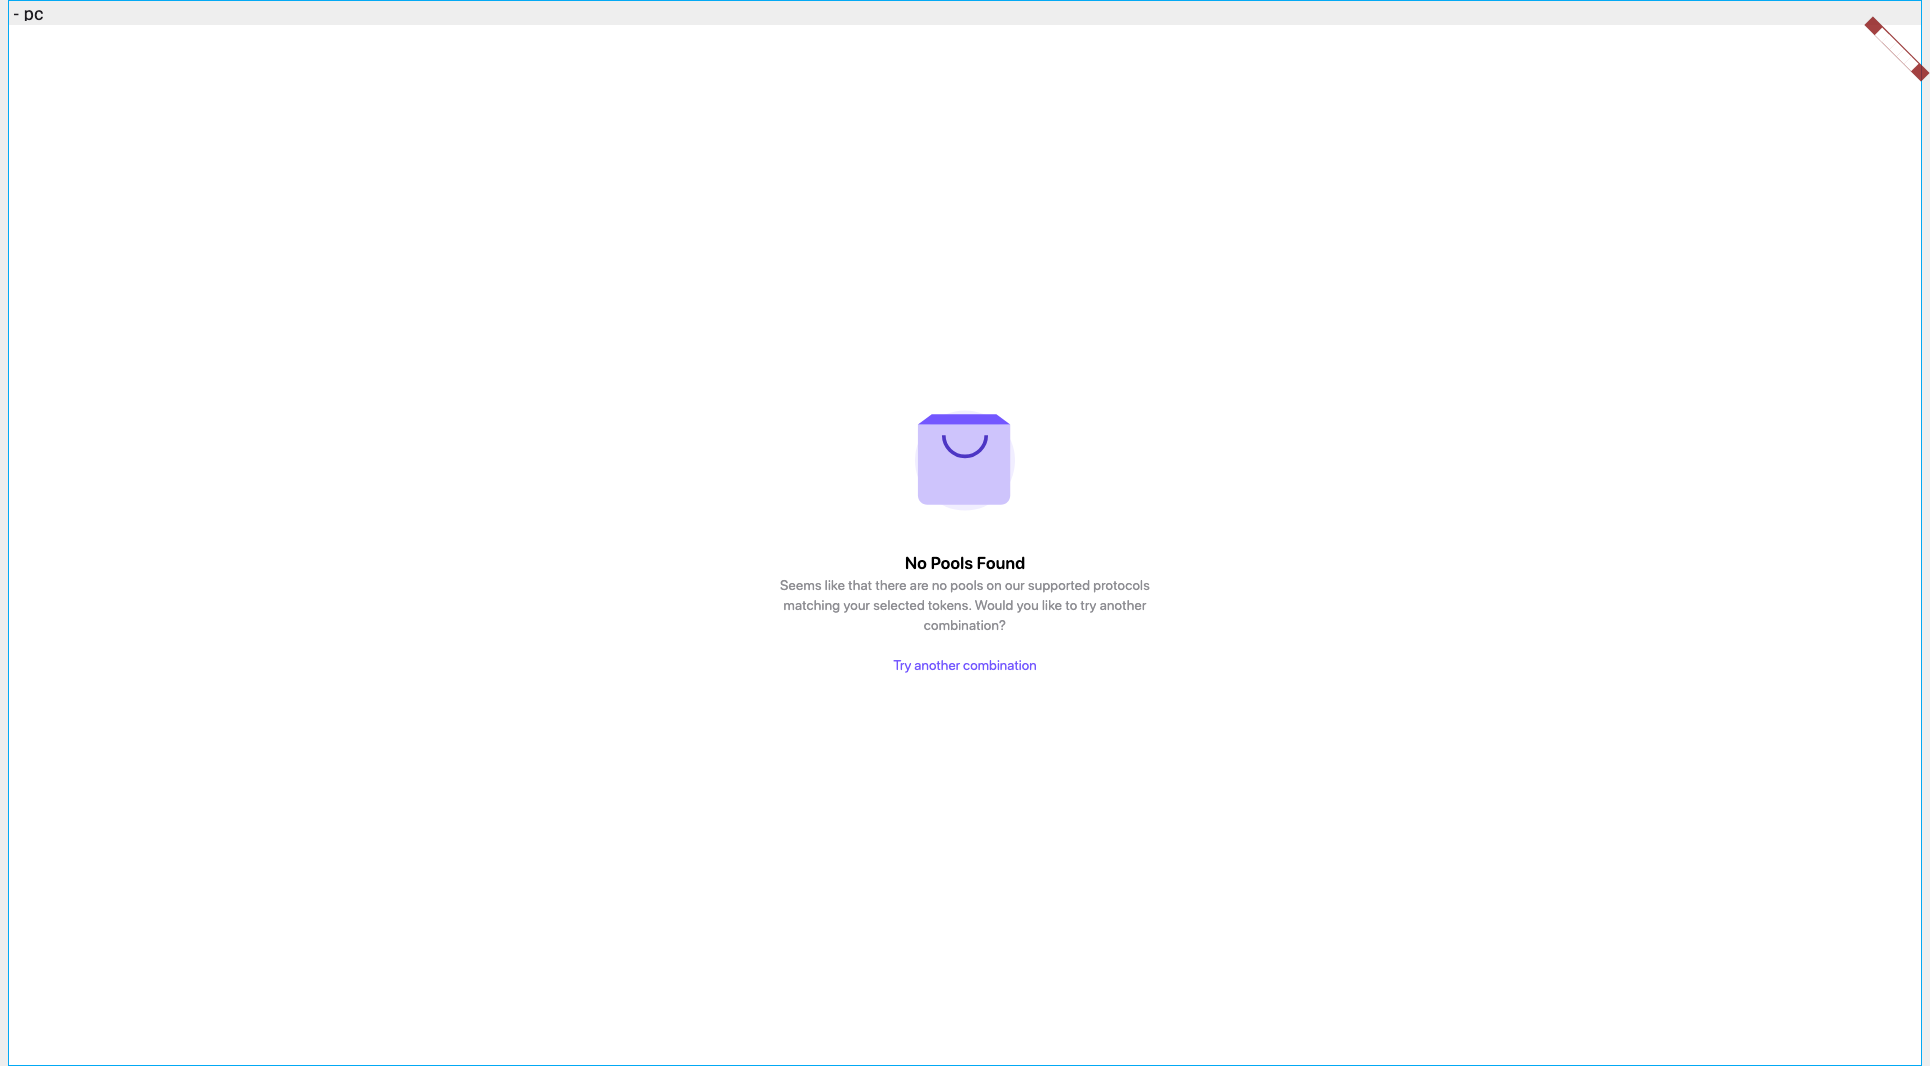 - pc
No Pools Found
Seems like that there are no pools on our supported protocols
matching your selected tokens. Would you like to try another
combination?
Try another combination